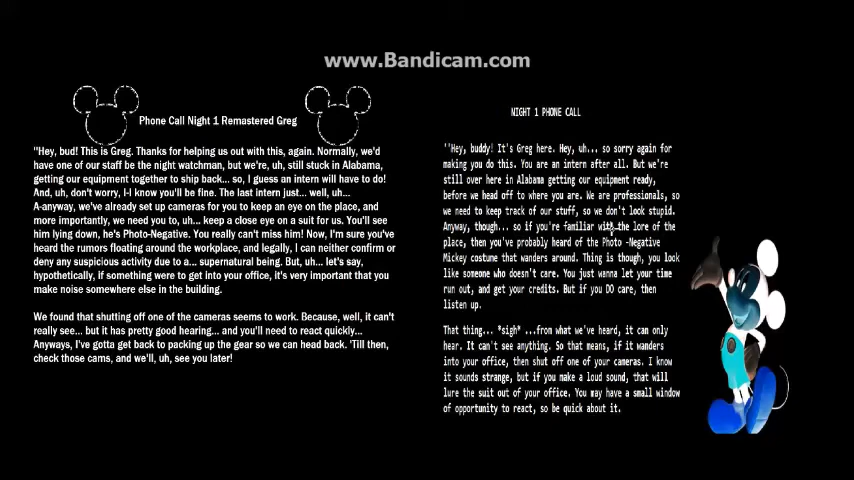 www.Bandicam.com
Phone Call Night 1 Remastered Greg
"Hey, bud! This is Greg. Thanks for helping us out with this, again. Normally, we'd
have one of our staff be the night watchman, but we're, uh, still stuck in Alabama,
getting our equipment together to ship back... so, I guess an intern will have to do!
And, uh, don't worry, I-I know you'll be fine. The last intern just... well, uh...
A-anyway, we've already set up cameras for you to keep an eye on the place, and
more importantly, we need you to, uh... keep a close eye on a suit for us. You'll see
him lying down, he's Photo-Negative. You really can't miss him! Now, I'm sure you've
heard the rumors floating around the workplace, and legally, I can neither confirm or
deny any suspicious activity due to a... supernatural being. But, uh... let's say,
hypothetically, if something were to get into your office, it's very important that you
make noise somewhere else in the building.
We found that shutting off one of the cameras seems to work. Because, well, it can't
really see... but it has pretty good hearing... and you'll need to react quickly...
Anyways, I've gotta get back to packing up the gear so we can head back. 'Till then,
check those cams, and we'll, uh, see you later!
NIGHT 1 PHONE CALL
''Hey, buddy! It's Greg here. Hey, uh... so sorry again for
making you do this. You are an intern after all. But we're
still over here in Alabama getting our equipment ready,
before we head off to where you are. We are professionals, so
we need to keep track of our stuff, so we don't look stupid.
Anyway, though... so if you're familiar with the lore of the
place, then you've probably heard of the Photo -Negative
Mickey costume that wanders around. Thing is though, you look
like someone who doesn't care. You just wanna let your time
run out, and get your credits. But if you DO care, then
listen up.
That thing... *sigh* ...from what we've heard, it can only
hear. It can't see anything. So that means, if it wanders
into your office, then shut off one of your cameras. I know
it sounds strange, but if you make a loud sound, that will
lure the suit out of your office. You may have a small window
of opportunity to react, so be quick about it.